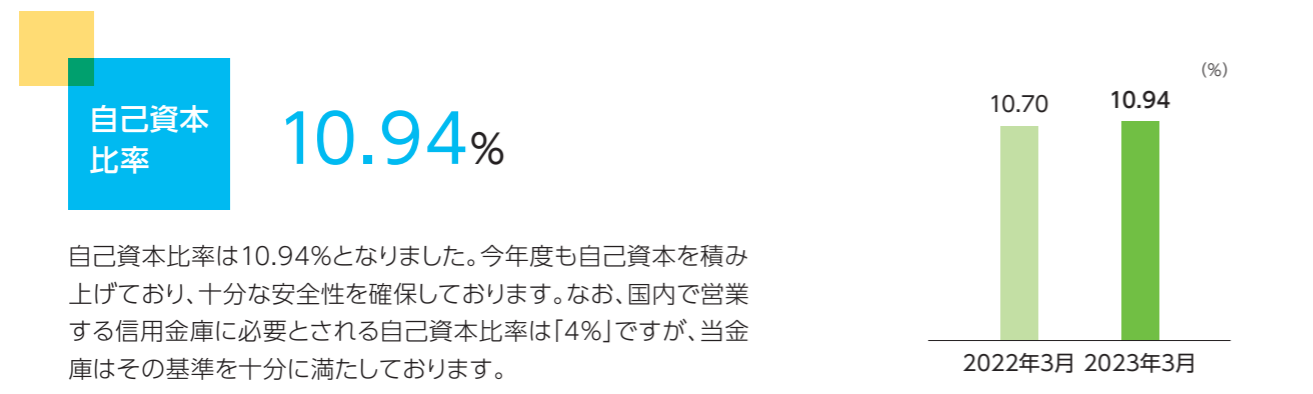 自己資本
比率
10.94%
自己資本比率は10.94%となりました。今年度も自己資本を積み
上げており、十分な安全性を確保しております。なお、国内で営業
する信用金庫に必要とされる自己資本比率は「4%」ですが、当金
庫はその基準を十分に満たしております。
(%)
10.70 10.94
2022年3月 2023年3月